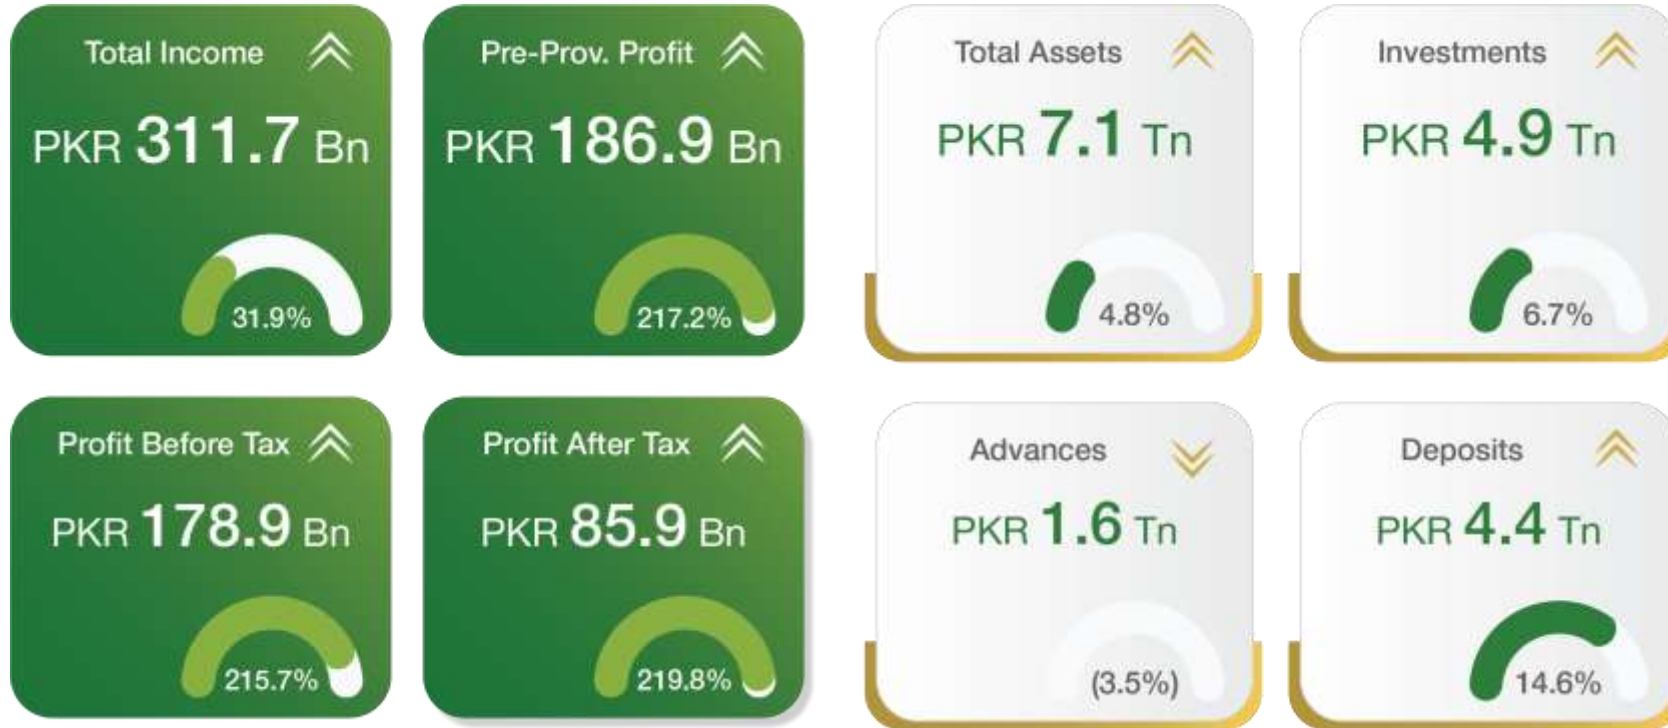 Total Income
PKR 311.7 Bn
31.9%
Pre-Prov. Profit
PKR 186.9 Bn
217.2%
Total Assets
PKR 7.1 Tn
4.8%
Investments
PKR 4.9 Tn
6.7%
Profit Before Tax
PKR 178.9 Bn
215.7%
Profit After Tax
PKR 85.9 Bn
219.8%
Advances
PKR 1.6 Tn
(3.5%)
Deposits
PKR 4.4 Tn
14.6%